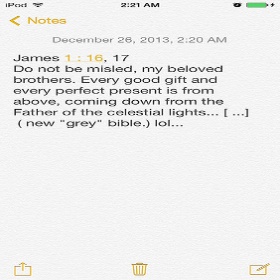 iPod 2:21 AM
Notes
December 26, 2013, 2:20 AM
James 1 : 16, 17
Do not be misled, my beloved
brothers. Every good gift and
every perfect present is from
above, coming down from the
Father of the celestial lights... [ ...]
( new "grey" bible.) lol...